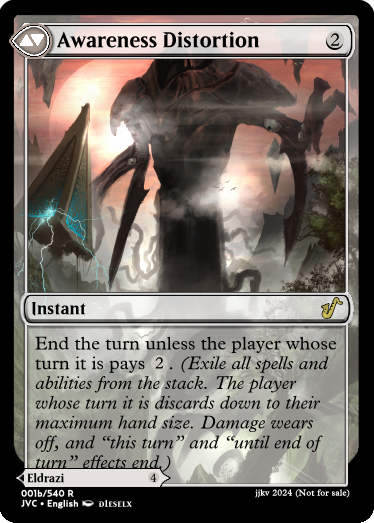 Awareness Distortion 2
Instant
End the turn unless the player whose
turn it is pays 2 . (Exile all spells and
abilities from the stack. The player
whose turn it is discards down to their
maximum hand size. Damage wears
off, and “this turn” and “until end of
turn” effects end.)
Eldrazi 4
001b/540 R
jjkv 2024 (Not for sale)
JVC • English DIESELX